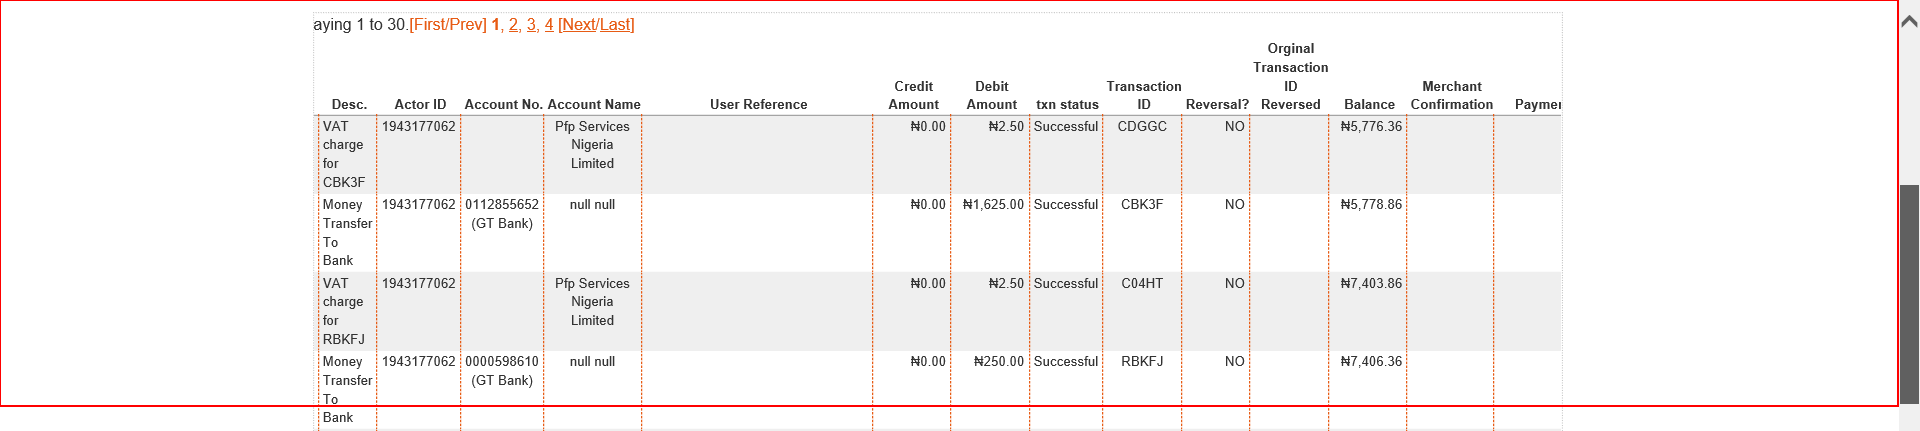 aying 1 to 30.[First/Prev] 1, 2, 3, 4 [Next/Last]
Desc. Actor ID Account No. Account Name User Reference Credit Amount Debit Amount txn status Transaction ID Reversal? Orginal Transaction ID Reversed Balance Merchant Confirmation Paymer
VAT charge for CBK3F 1943177062 Pfp Services Nigeria Limited ₦0.00 ₦2.50 Successful CDGGC NO ₦5,776.36
Money Transfer To Bank 1943177062 0112855652 (GT Bank) null null ₦0.00 ₦1,625.00 Successful CBK3F NO ₦5,778.86
VAT charge for RBKFJ 1943177062 Pfp Services Nigeria Limited ₦0.00 ₦2.50 Successful C04HT NO ₦7,403.86
Money Transfer To Bank 1943177062 0000598610 (GT Bank) null null ₦0.00 ₦250.00 Successful RBKFJ NO ₦7,406.36